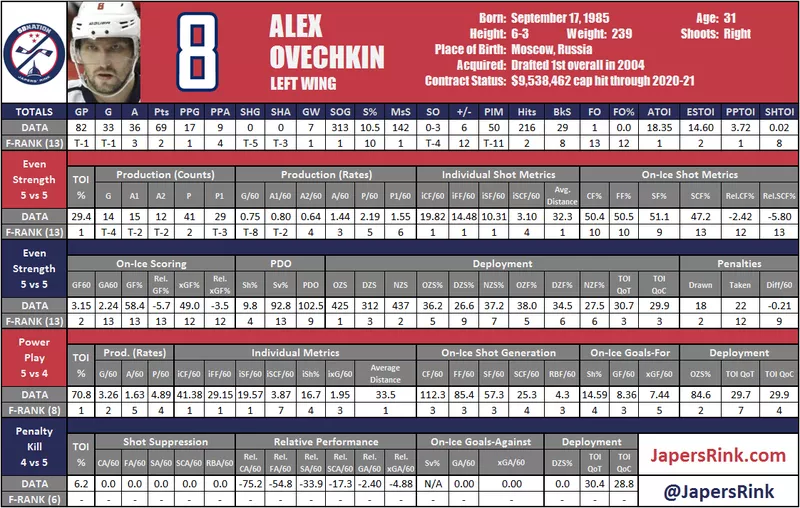 SBNATION
JAPERS' RINK
8
ALEX
OVECHKIN
LEFT WING
Born: September 17, 1985 Age: 31
Height: 6-3 Weight: 239 Shoots: Right
Place of Birth: Moscow, Russia
Acquired: Drafted 1st overall in 2004
Contract Status: $9,538,462 cap hit through 2020-21
TOTALS GP G A Pts PPG PPA SHG SHA GW SOG S% MsS SO +/- PIM Hits BkS FO FO% ATOI ESTOI PPTOI SHTOI
DATA 82 33 36 69 17 9 0 0 7 313 10.5 142 0-3 6 50 216 29 1 0.0 18.35 14.60 3.72 0.02
F-RANK (13) T-1 1 4 2 1 4 T-5 T-3 1 1 10 1 T-4 12 T-11 2 8 13 12 1 2 1 8
Even Strength 5 vs 5 TOI % Production (Counts) Production (Rates) Individual Shot Metrics On-Ice Shot Metrics
G A1 A2 P P1 G/60 A1/60 A2/60 A/60 P/60 P1/60 iCF/60 iFF/60 iSF/60 iSCF/60 Avg. Distance CF% FF% SF% SCF% Rel.CF% Rel.SCF%
DATA 29.4 14 15 12 41 29 0.75 0.80 0.64 1.44 2.19 1.55 19.82 14.48 10.31 3.10 32.3 50.4 50.5 51.1 47.2 -2.42 -5.80
F-RANK (13) 1 T-4 T-2 T-2 4 T-3 T-8 T-2 4 3 5 6 1 1 1 3 2 10 10 9 13 12 13
Even Strength 5 vs 5 On-Ice Scoring PDO Deployment Penalties
GF60 GA60 GF% Rel. GF% xGF% Rel. xGF% Sh% Sv% PDO OZS DZS NZS OZS% DZS% NZS% OZF% DZF% NZF% TOI QoT TOI QoC Drawn Taken Diff/60
DATA 3.15 2.24 58.4 -5.7 49.0 -3.5 9.8 92.8 102.5 425 312 437 36.2 26.6 37.2 38.0 34.5 27.5 30.7 29.9 18 22 -0.21
F-RANK (13) 2 13 13 13 12 12 4 13 9 1 3 2 5 9 7 5 6 6 3 3 2 12 9
Power Play 5 vs 4 TOI % Prod. (Rates) Individual Metrics On-Ice Shot Generation On-Ice Goals-For Deployment
G/60 A/60 P/60 iCF/60 iFF/60 iSF/60 iSCF/60 iSh% ixG/60 Average Distance CF/60 FF/60 SF/60 SCF/60 RBF/60 Sh% GF/60 xGF/60 OZS% TOI QoT TOI QoC
DATA 70.8 3.26 1.63 4.89 41.38 29.15 19.57 3.87 16.7 1.95 33.5 112.3 85.4 57.3 25.3 4.3 14.59 8.36 7.44 84.6 29.7 29.9
F-RANK (8) 1 2 5 4 1 1 1 7 4 3 1 3 4 3 4 3 4 3 5 2 7 4
Penalty Kill 4 vs 5 TOI % Shot Suppression Relative Performance On-Ice Goals-Against Deployment
CA/60 FA/60 SA/60 SCA/60 RBA/60 Rel. CA/60 Rel. FA/60 Rel. SA/60 Rel. SCA/60 Rel. GA/60 Rel. xGA/60 Sv% GA/60 xGA/60 DZS% TOI QoT TOI QoC
DATA 6.2 0.0 0.0 0.0 0.0 0.0 -75.2 -54.8 -33.9 -17.3 -2.40 -4.88 N/A 0.00 0.00 0.0 30.4 28.8
F-RANK (6) - - - - - - - - - - - - - - - - - -
JapersRink.com
@JapersRink